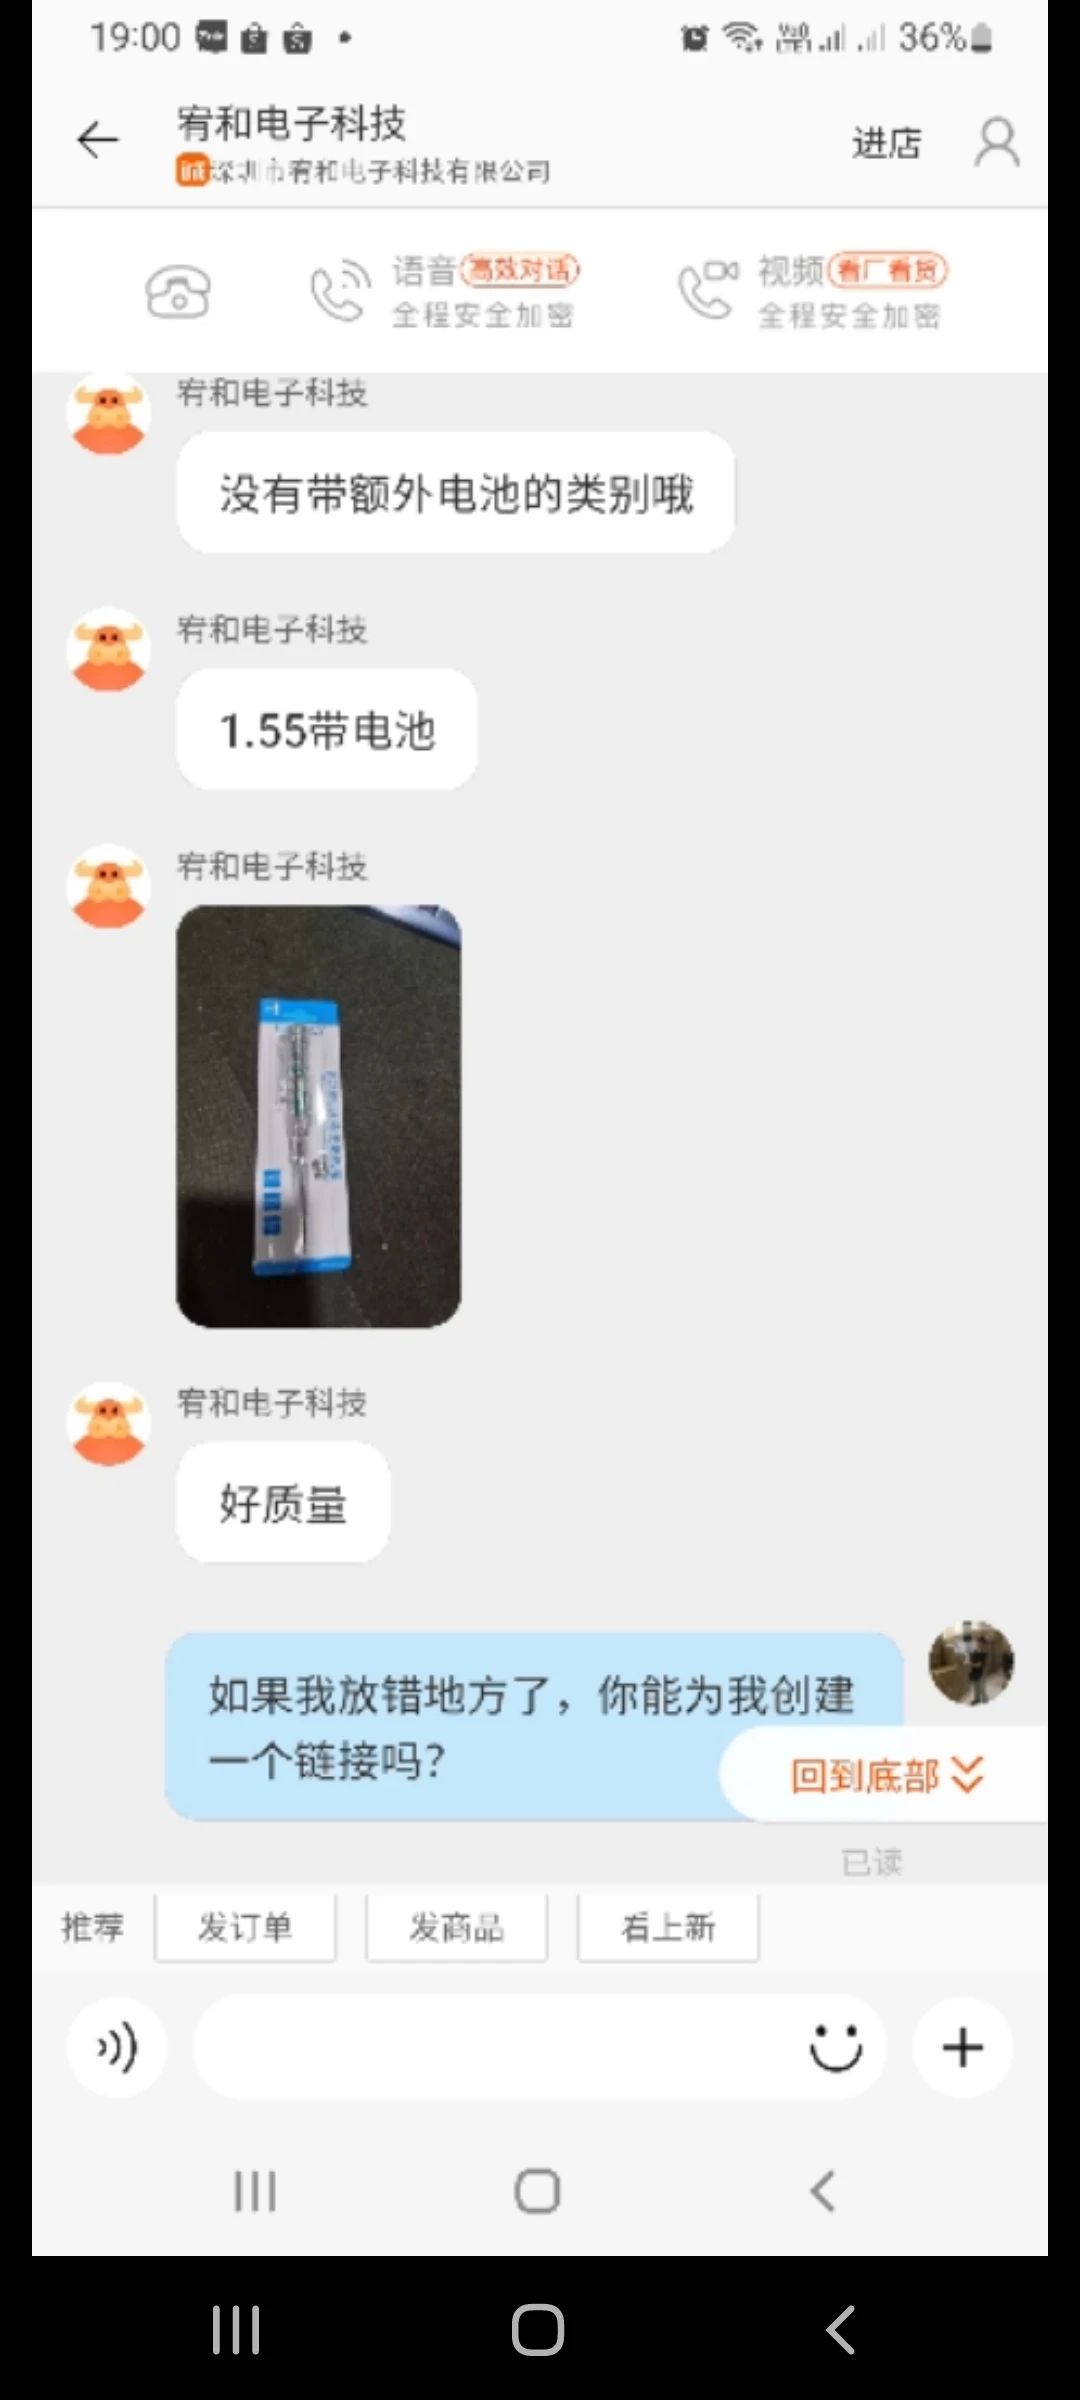 19:00
36%
宥和电子科技
进店
深圳市宥和电子科技有限公司
语音 高效对话
全程安全加密
视频 看厂看货
全程安全加密
宥和电子科技
没有带额外电池的类别哦
宥和电子科技
1.55带电池
宥和电子科技
宥和电子科技
好质量
如果我放错地方了，你能为我创建
一个链接吗？
回到底部
已读
推荐
发订单
发商品
看上新